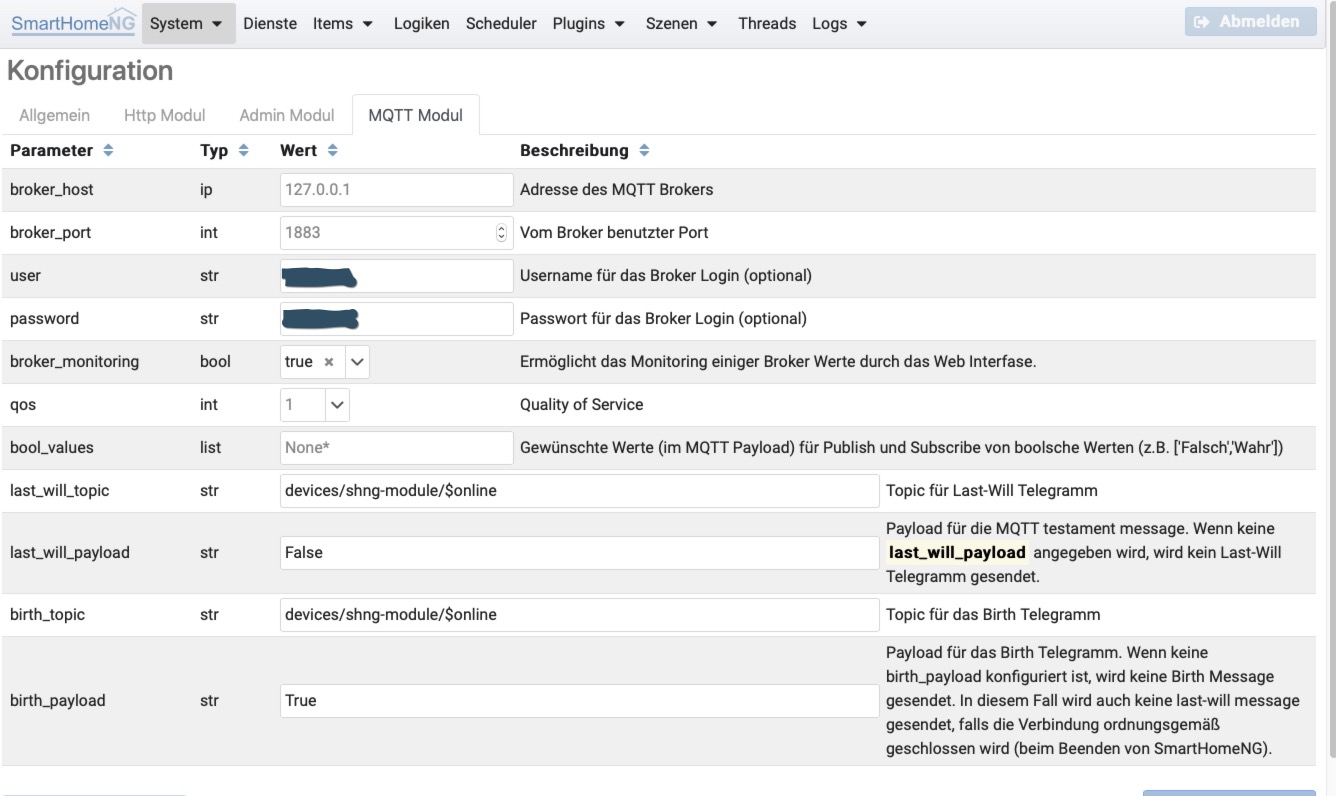 SmartHomeNG System Dienste Items Logiken Scheduler Plugins Szenen Threads Logs Abmelden
Konfiguration
Allgemein Http Modul Admin Modul MQTT Modul
Parameter Typ Wert Beschreibung
broker_host ip 127.0.0.1 Adresse des MQTT Brokers
broker_port int 1883 Vom Broker benutzter Port
user str Username für das Broker Login (optional)
password str Passwort für das Broker Login (optional)
broker_monitoring bool true × Ermöglicht das Monitoring einiger Broker Werte durch das Web Interfase.
qos int 1 Quality of Service
bool_values list None* Gewünschte Werte (im MQTT Payload) für Publish und Subscribe von boolsche Werten (z.B. ['Falsch','Wahr'])
last_will_topic str devices/shng-module/$online Topic für Last-Will Telegramm
last_will_payload str False Payload für die MQTT testament message. Wenn keine
last_will_payload angegeben wird, wird kein Last-Will
Telegramm gesendet.
birth_topic str devices/shng-module/$online Topic für das Birth Telegramm
birth_payload str True Payload für das Birth Telegramm. Wenn keine
birth_payload konfiguriert ist, wird keine Birth Message
gesendet. In diesem Fall wird auch keine last-will message
gesendet, falls die Verbindung ordnungsgemäß
geschlossen wird (beim Beenden von SmartHomeNG).